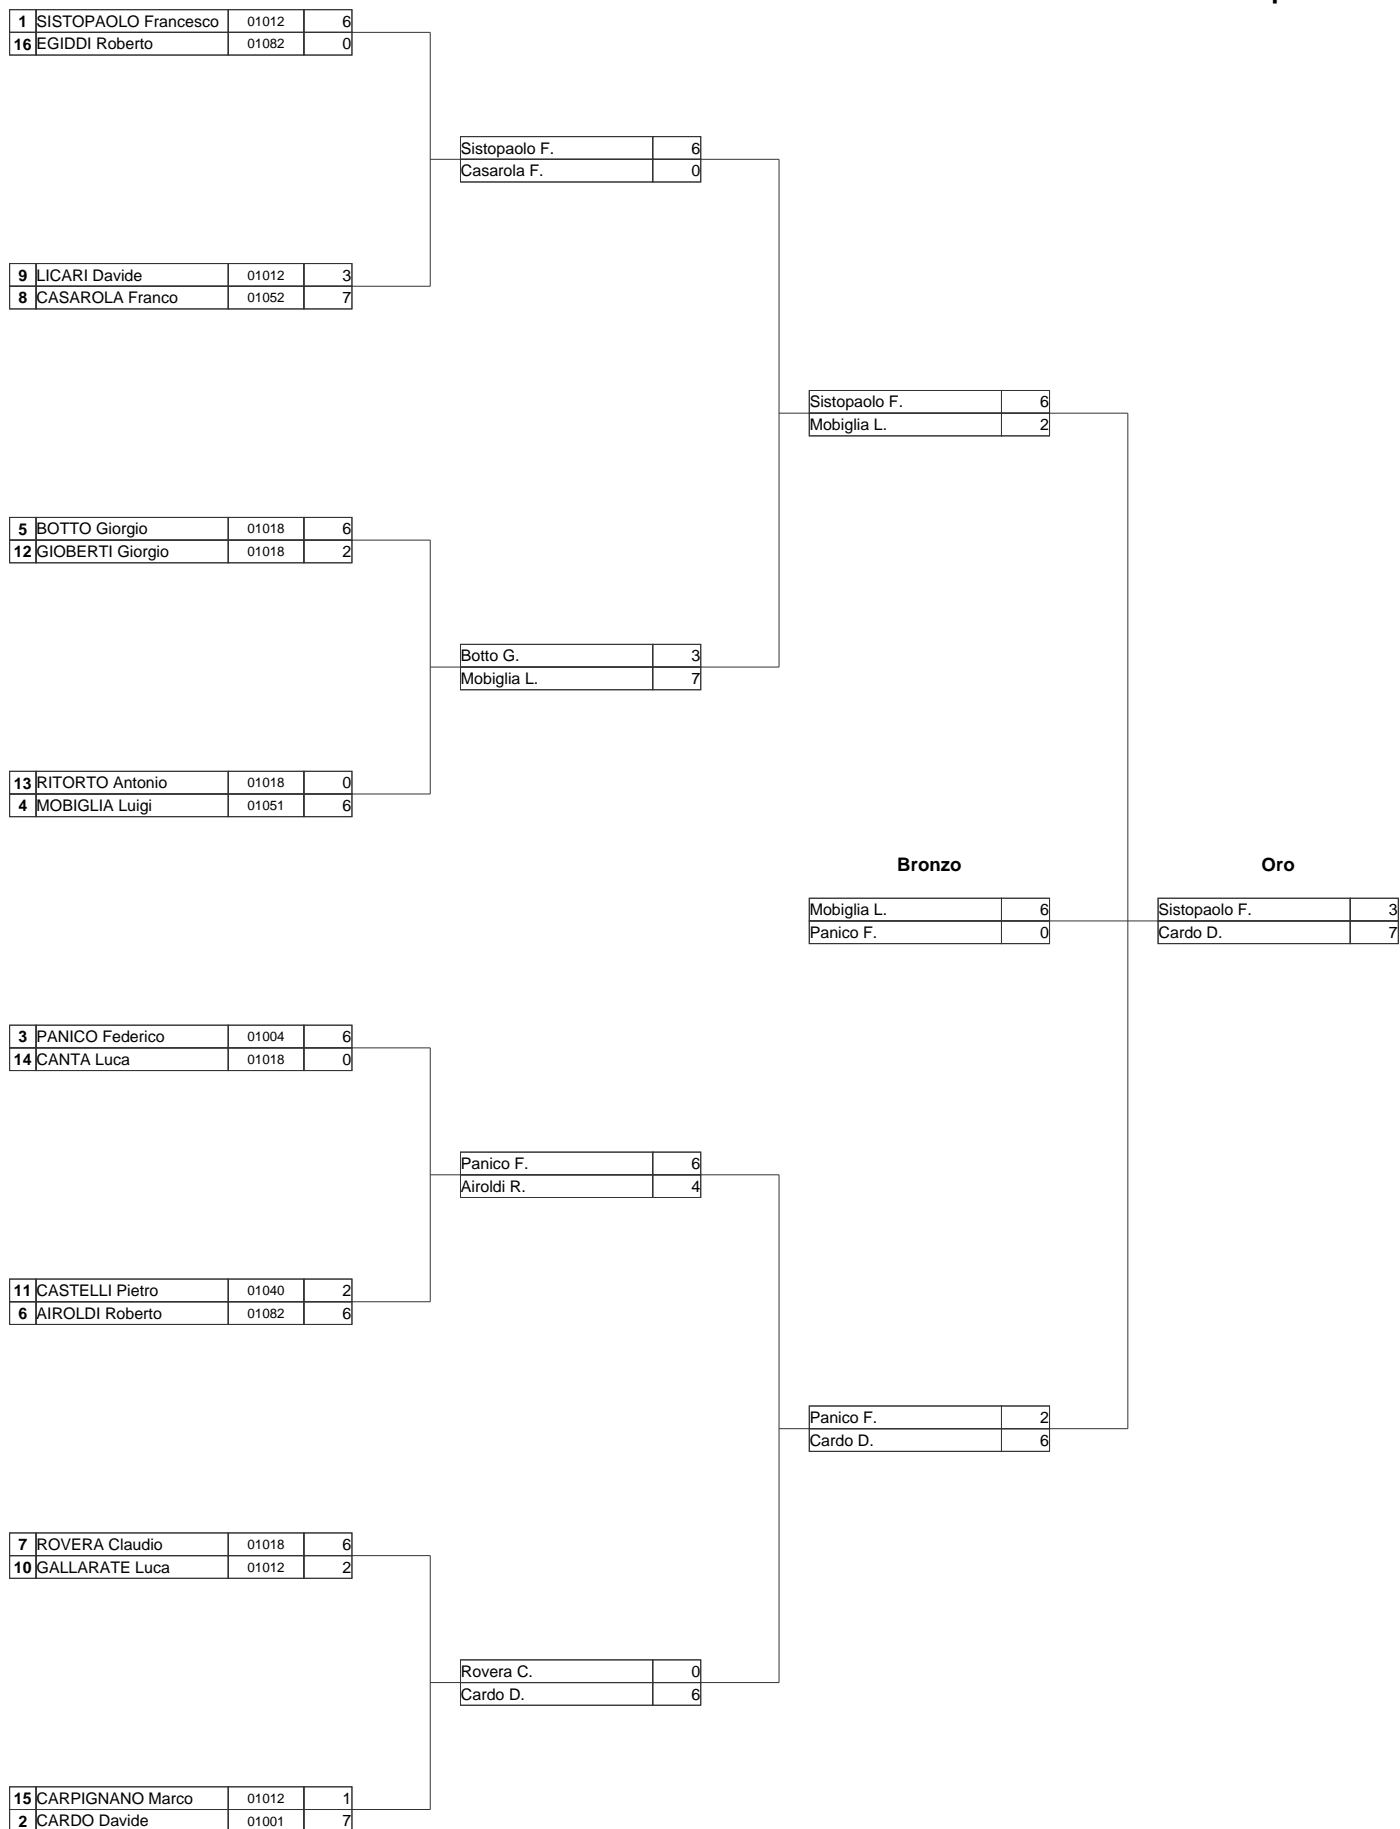 1 SISTOPAOLO Francesco 01012 6
16 EGIDDI Roberto 01082 0
Sistopaolo F. 6
Casarola F. 0
9 LICARI Davide 01012 3
8 CASAROLA Franco 01052 7
Sistopaolo F. 6
Mobiglia L. 2
5 BOTTO Giorgio 01018 6
12 GIOBERTI Giorgio 01018 2
Botto G. 3
Mobiglia L. 7
13 RITORTO Antonio 01018 0
4 MOBIGLIA Luigi 01051 6
Bronzo Oro
Mobiglia L. 6 Sistopaolo F. 3
Panico F. 0 Cardo D. 7
3 PANICO Federico 01004 6
14 CANTA Luca 01018 0
Panico F. 6
Airoldi R. 4
11 CASTELLI Pietro 01040 2
6 AIROLDI Roberto 01082 6
Panico F. 2
Cardo D. 6
7 ROVERA Claudio 01018 6
10 GALLARATE Luca 01012 2
Rovera C. 0
Cardo D. 6
15 CARPIGNANO Marco 01012 1
2 CARDO Davide 01001 7